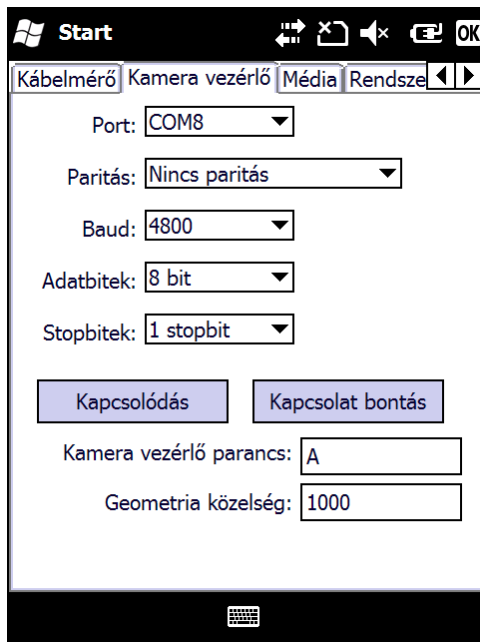 Start OK
Kábelmérő Kamera vezérlő Média Rendsze
Port: COM8
Paritás: Nincs paritás
Baud: 4800
Adatbitek: 8 bit
Stopbitek: 1 stopbit
Kapcsolódás Kapcsolat bontás
Kamera vezérlő parancs: A
Geometria közelség: 1000